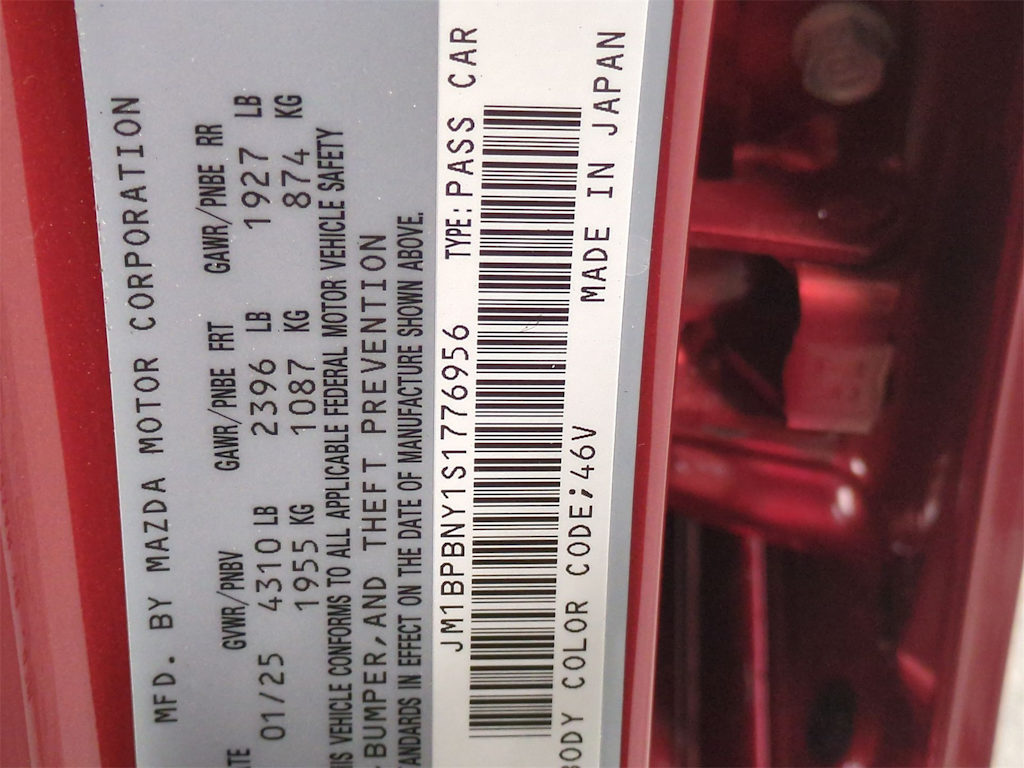 MFD. BY MAZDA MOTOR CORPORATION
GVWR/PNBV GAWR/PNBE FRT GAWR/PNBE RR
01/25 4310 LB 2396 LB 1927 LB
1955 KG 1087 KG 874 KG
VEHICLE CONFORMS TO ALL APPLICABLE FEDERAL MOTOR VEHICLE SAFETY
BUMPER, AND THEFT PREVENTION
IN EFFECT ON THE DATE OF MANUFACTURE SHOWN ABOVE.
JM1BPBNY1S1776956 TYPE: PASS CAR
COLOR CODE; 46V MADE IN JAPAN